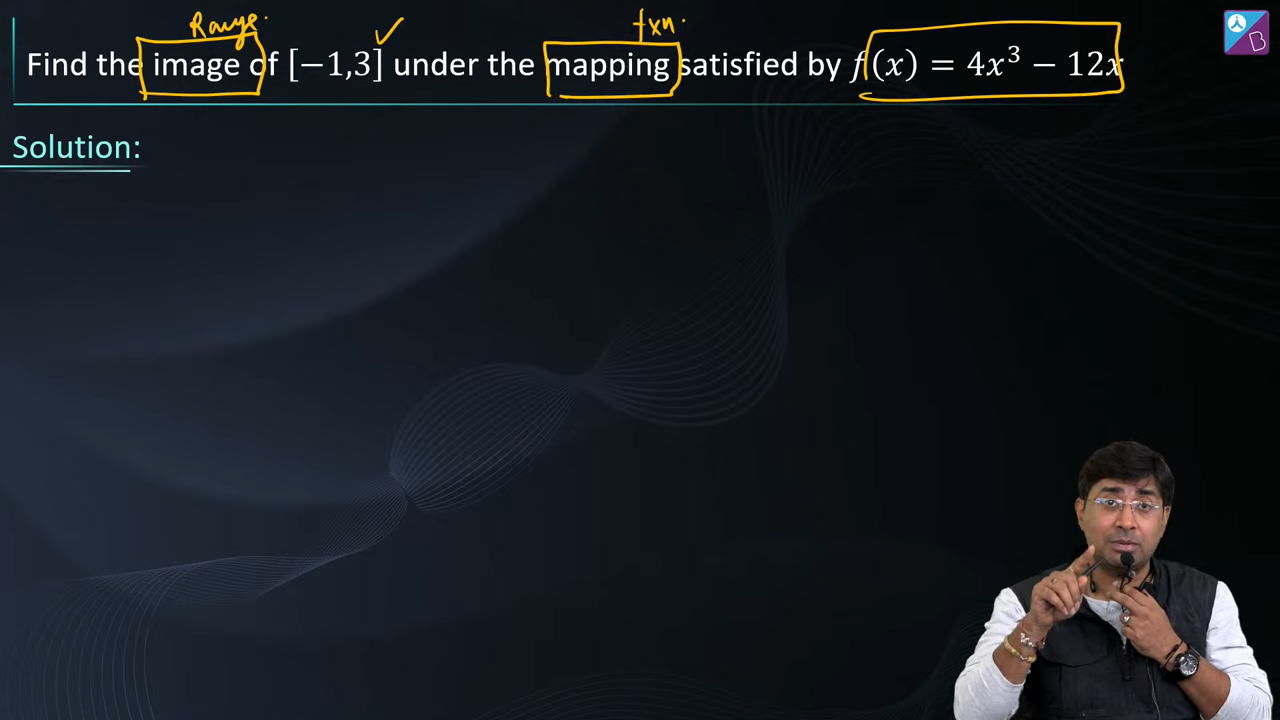 Range.
fxn.
Find the image of [−1,3] under the mapping satisfied by f(x) = 4x³ − 12x
Solution:
B